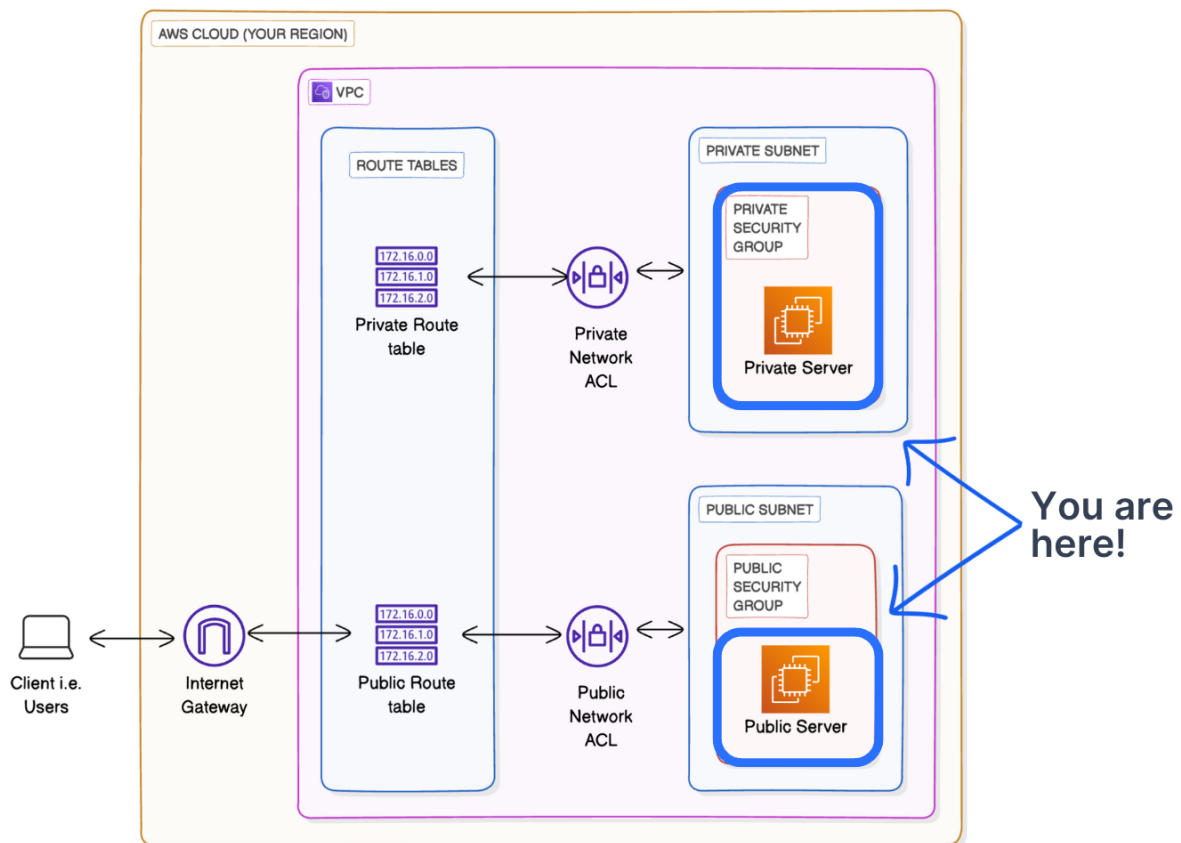 AWS CLOUD (YOUR REGION)
VPC
ROUTE TABLES
172.16.0.0
172.16.1.0
172.16.2.0
Private Route
table
Private
Network
ACL
PRIVATE SUBNET
PRIVATE
SECURITY
GROUP
Private Server
You are
here!
PUBLIC SUBNET
PUBLIC
SECURITY
GROUP
Public Server
Client i.e.
Users
Internet
Gateway
172.16.0.0
172.16.1.0
172.16.2.0
Public Route
table
Public
Network
ACL